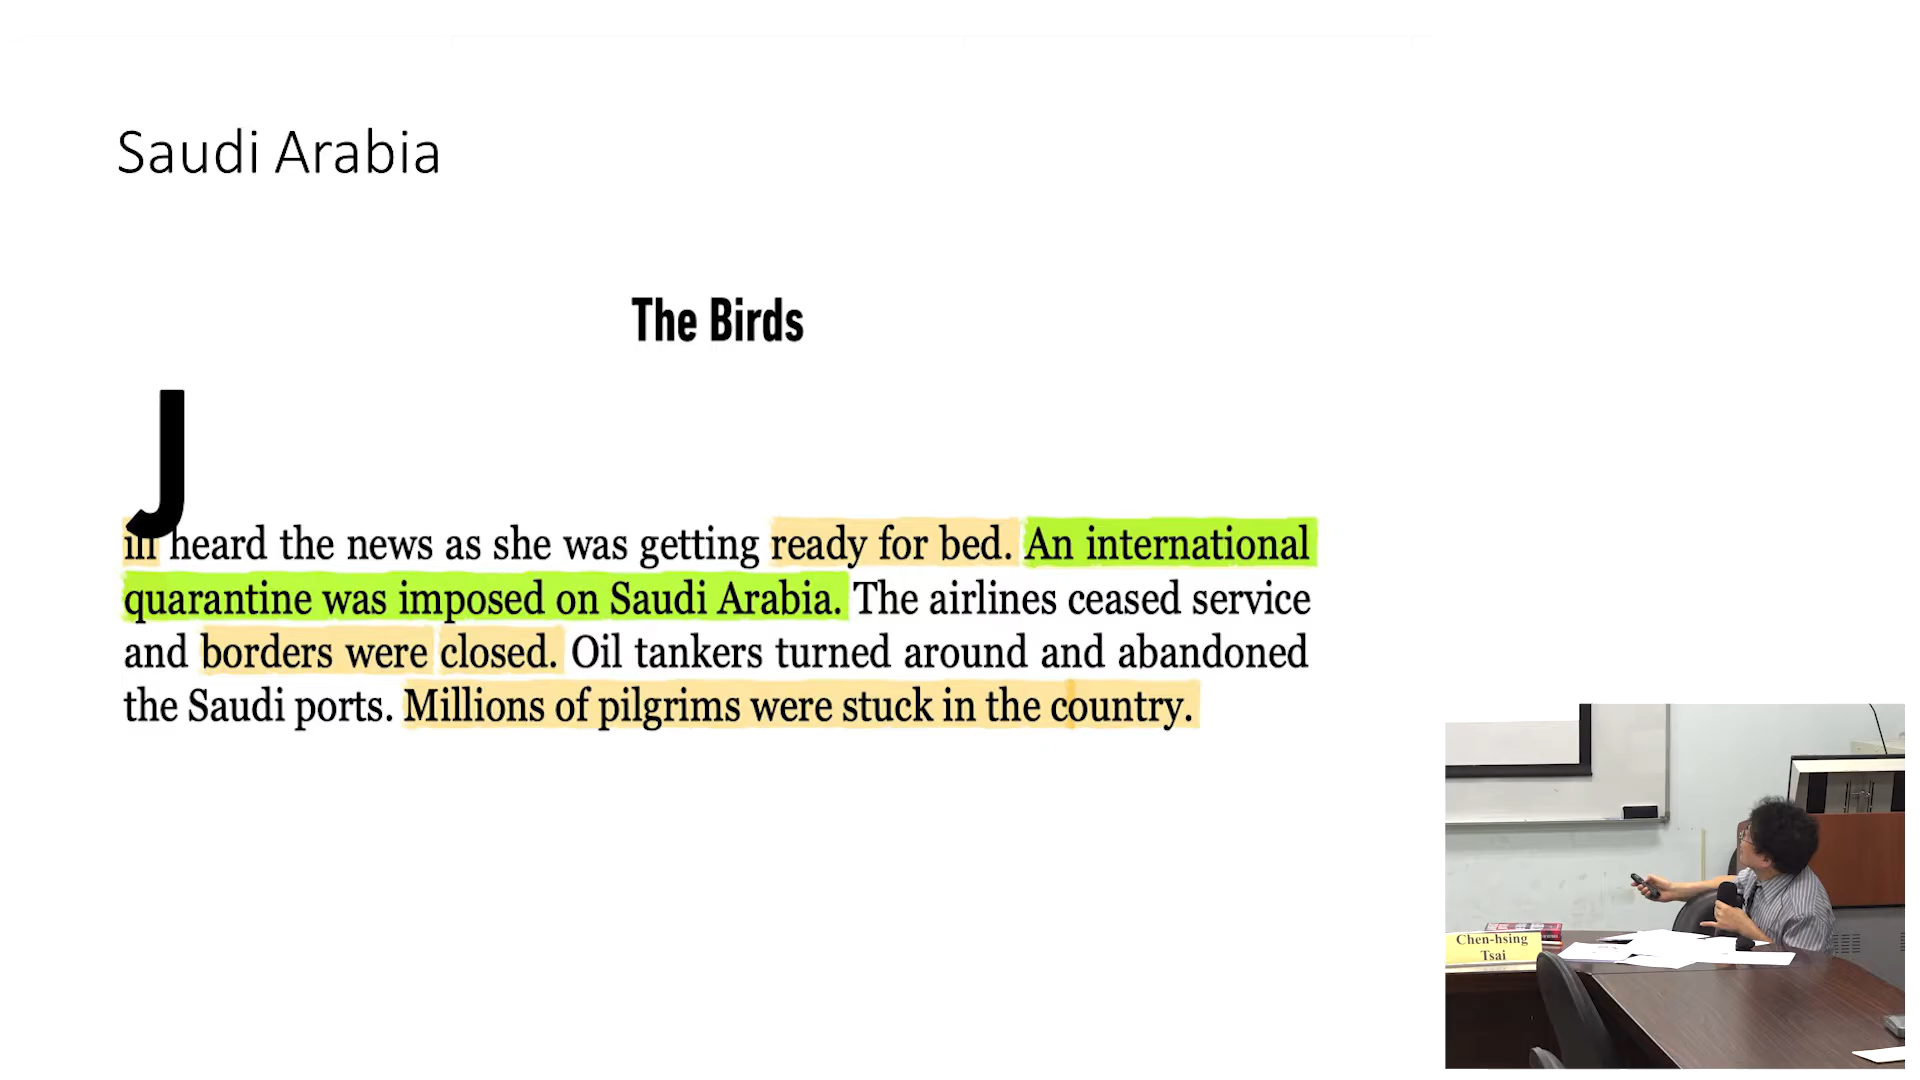 Saudi Arabia
The Birds
J
ill heard the news as she was getting ready for bed. An international
quarantine was imposed on Saudi Arabia. The airlines ceased service
and borders were closed. Oil tankers turned around and abandoned
the Saudi ports. Millions of pilgrims were stuck in the country.
Chen-hsing
Tsai